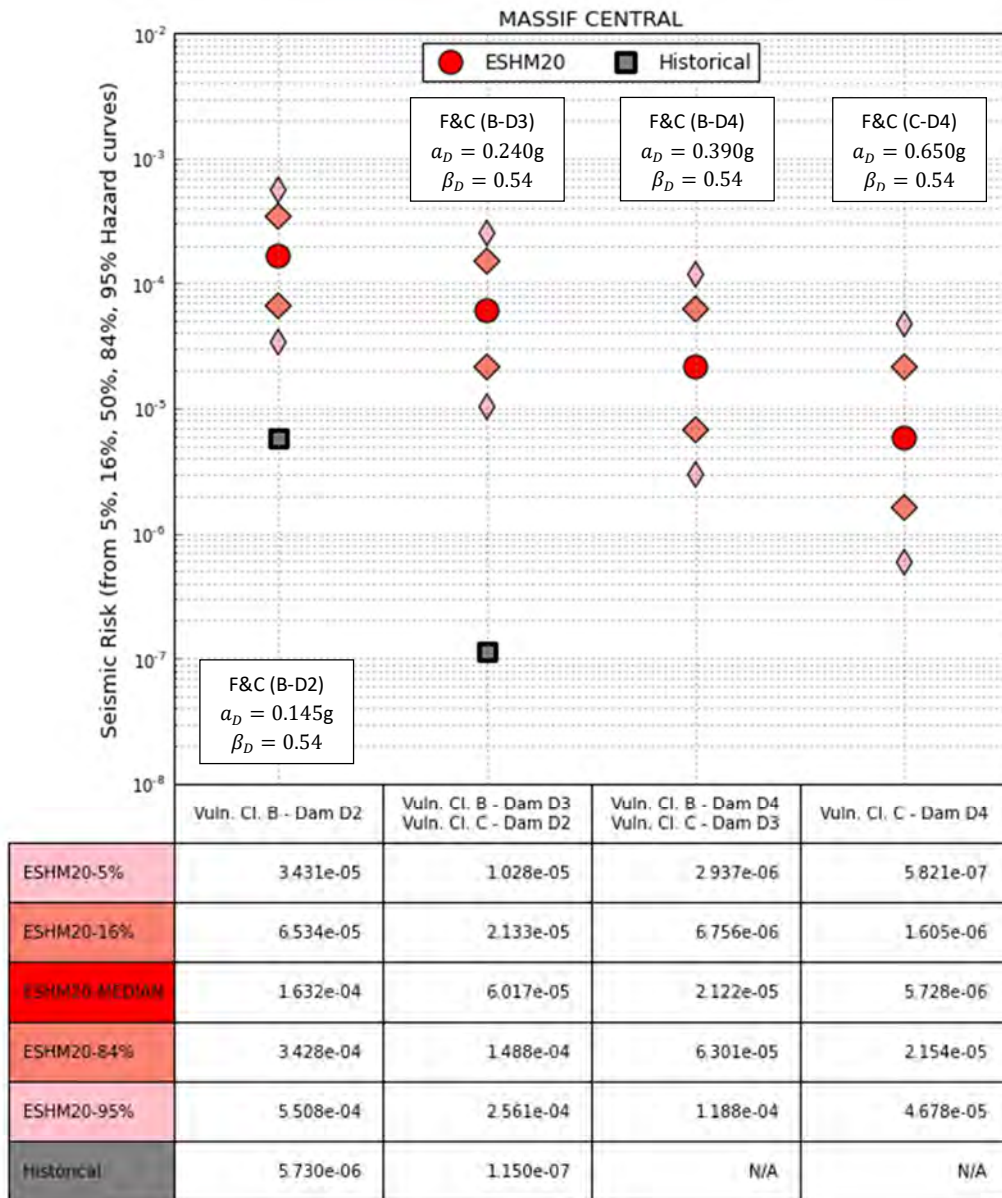 MASSIF CENTRAL
ESHM20 Historical
Seismic Risk (from 5%, 16%, 50%, 84%, 95% Hazard curves)
10⁻²
10⁻³
10⁻⁴
10⁻⁵
10⁻⁶
10⁻⁷
10⁻⁸
F&C (B-D3)
a_D = 0.240g
β_D = 0.54
F&C (B-D4)
a_D = 0.390g
β_D = 0.54
F&C (C-D4)
a_D = 0.650g
β_D = 0.54
F&C (B-D2)
a_D = 0.145g
β_D = 0.54
Vuln. Cl. B - Dam D2
Vuln. Cl. B - Dam D3
Vuln. Cl. C - Dam D2
Vuln. Cl. B - Dam D4
Vuln. Cl. C - Dam D3
Vuln. Cl. C - Dam D4
ESHM20-5% 3.431e-05 1.028e-05 2.937e-06 5.821e-07
ESHM20-16% 6.534e-05 2.133e-05 6.756e-06 1.605e-06
ESHM20-MEDIAN 1.632e-04 6.017e-05 2.122e-05 5.728e-06
ESHM20-84% 3.428e-04 1.488e-04 6.301e-05 2.154e-05
ESHM20-95% 5.508e-04 2.561e-04 1.188e-04 4.678e-05
Historical 5.730e-06 1.150e-07 N/A N/A